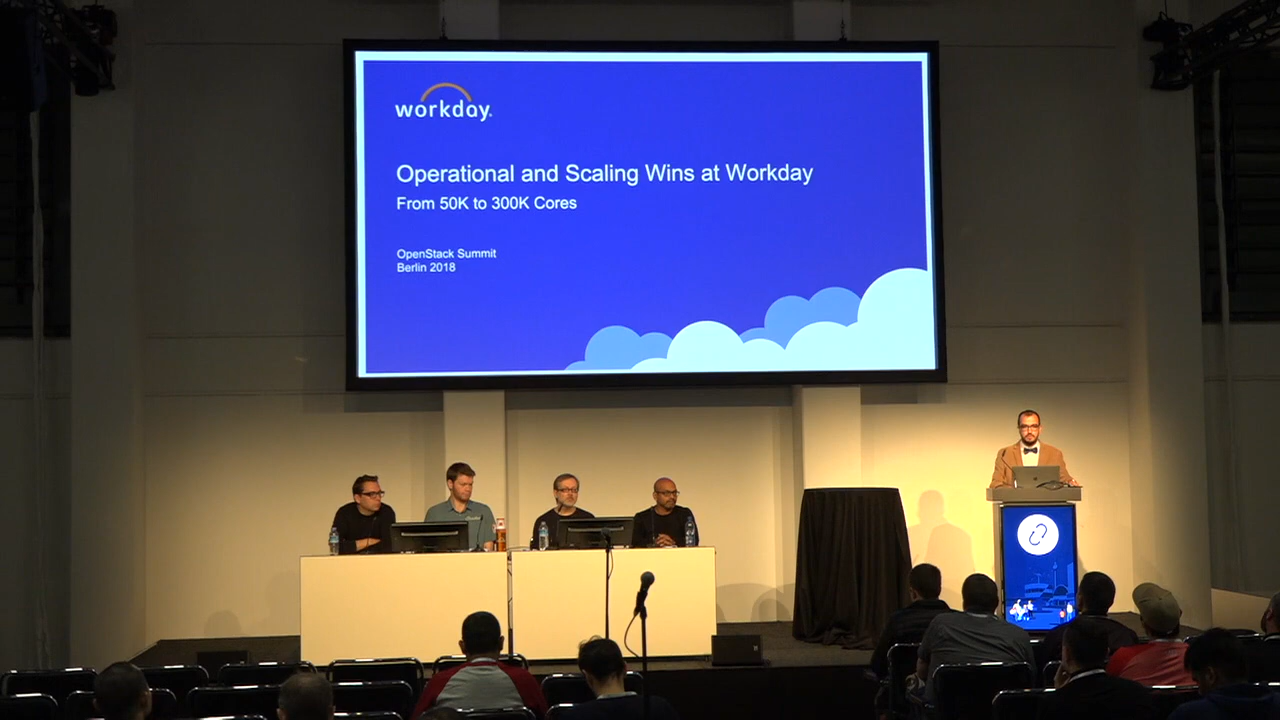 workday.
Operational and Scaling Wins at Workday
From 50K to 300K Cores
OpenStack Summit
Berlin 2018